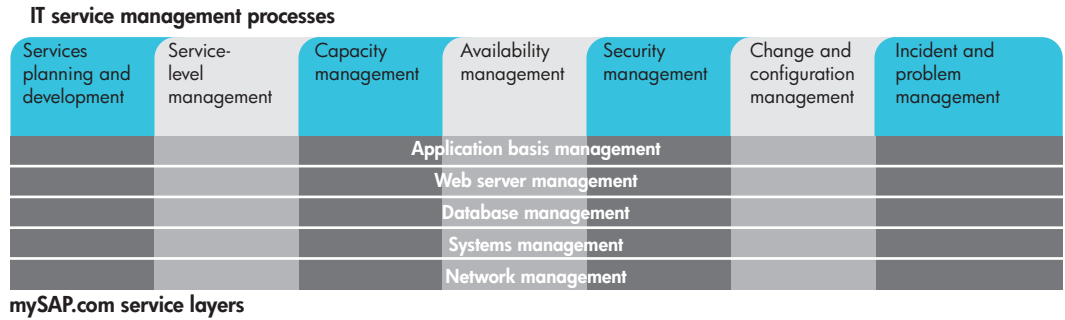 IT service management processes
Services
planning and
development
Service-
level
management
Capacity
management
Availability
management
Security
management
Change and
configuration
management
Incident and
problem
management
Application basis management
Web server management
Database management
Systems management
Network management
mySAP.com service layers